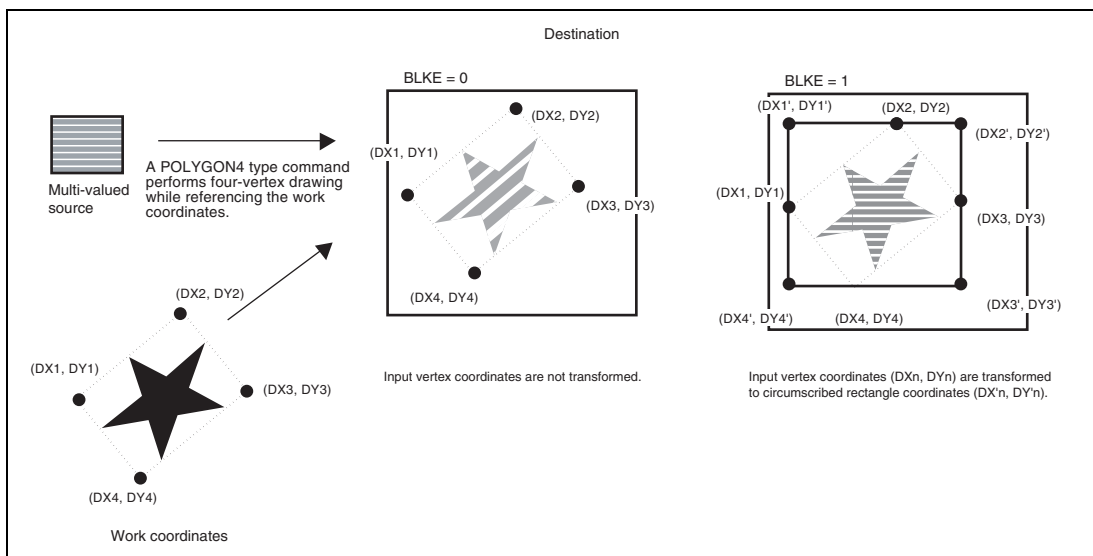 Destination
BLKE = 0
BLKE = 1
(DX2, DY2)
(DX1, DY1)
(DX3, DY3)
(DX4, DY4)
(DX1', DY1')
(DX2, DY2)
(DX2', DY2')
(DX1, DY1)
(DX3, DY3)
(DX3', DY3')
(DX4', DY4')
(DX4, DY4)
Multi-valued
source
A POLYGON4 type command
performs four-vertex drawing
while referencing the work
coordinates.
(DX2, DY2)
(DX1, DY1)
(DX3, DY3)
(DX4, DY4)
Work coordinates
Input vertex coordinates are not transformed.
Input vertex coordinates (DXn, DYn) are transformed
to circumscribed rectangle coordinates (DX'n, DY'n).